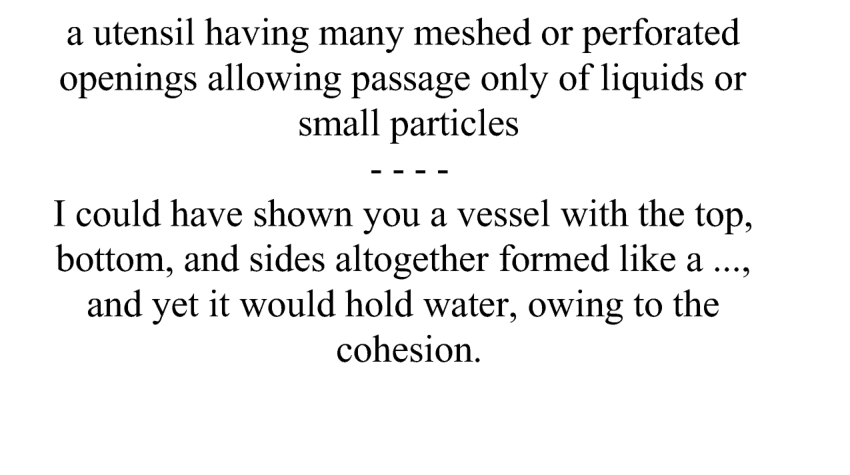 a utensil having many meshed or perforated
openings allowing passage only of liquids or
small particles
- - - -
I could have shown you a vessel with the top,
bottom, and sides altogether formed like a ...,
and yet it would hold water, owing to the
cohesion.